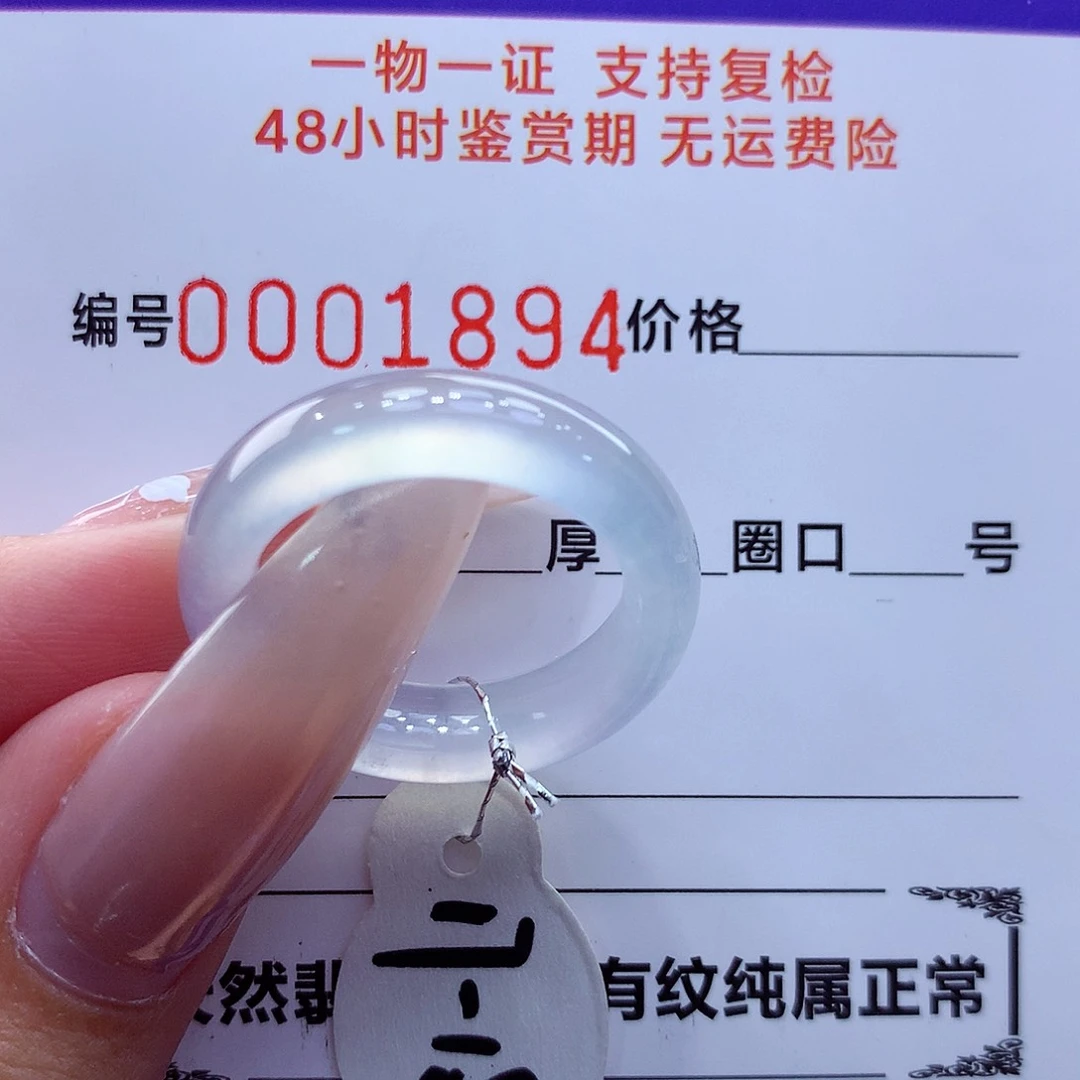 一物一证 支持复检
48小时鉴赏期 无运费险
编号0001894价格
厚 圈口 号
然翡 有纹纯属正常